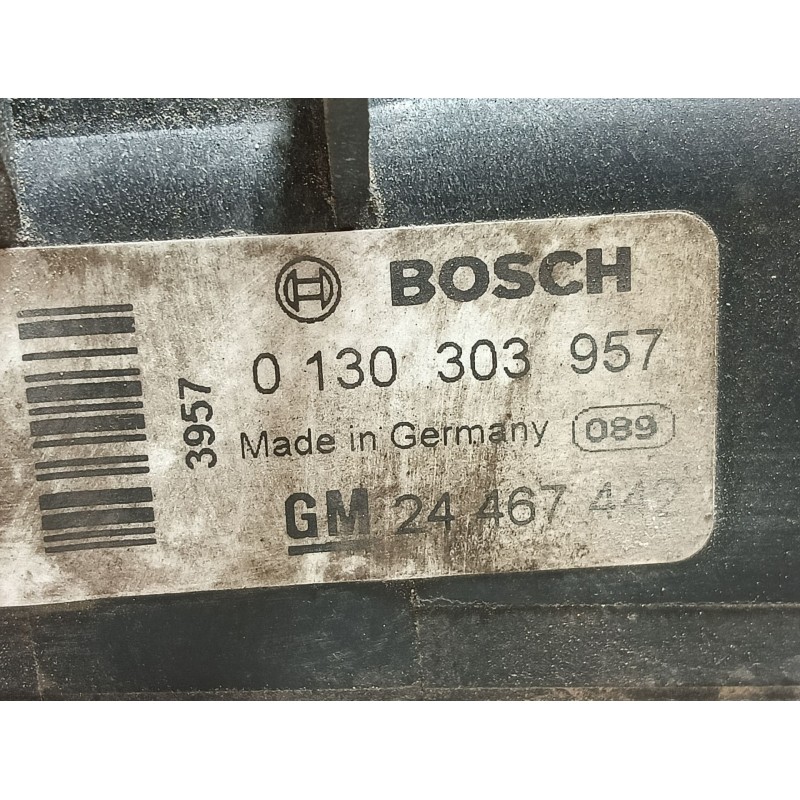 BOSCH
0 130 303 957
3957
Made in Germany 089
GM 24 467 442